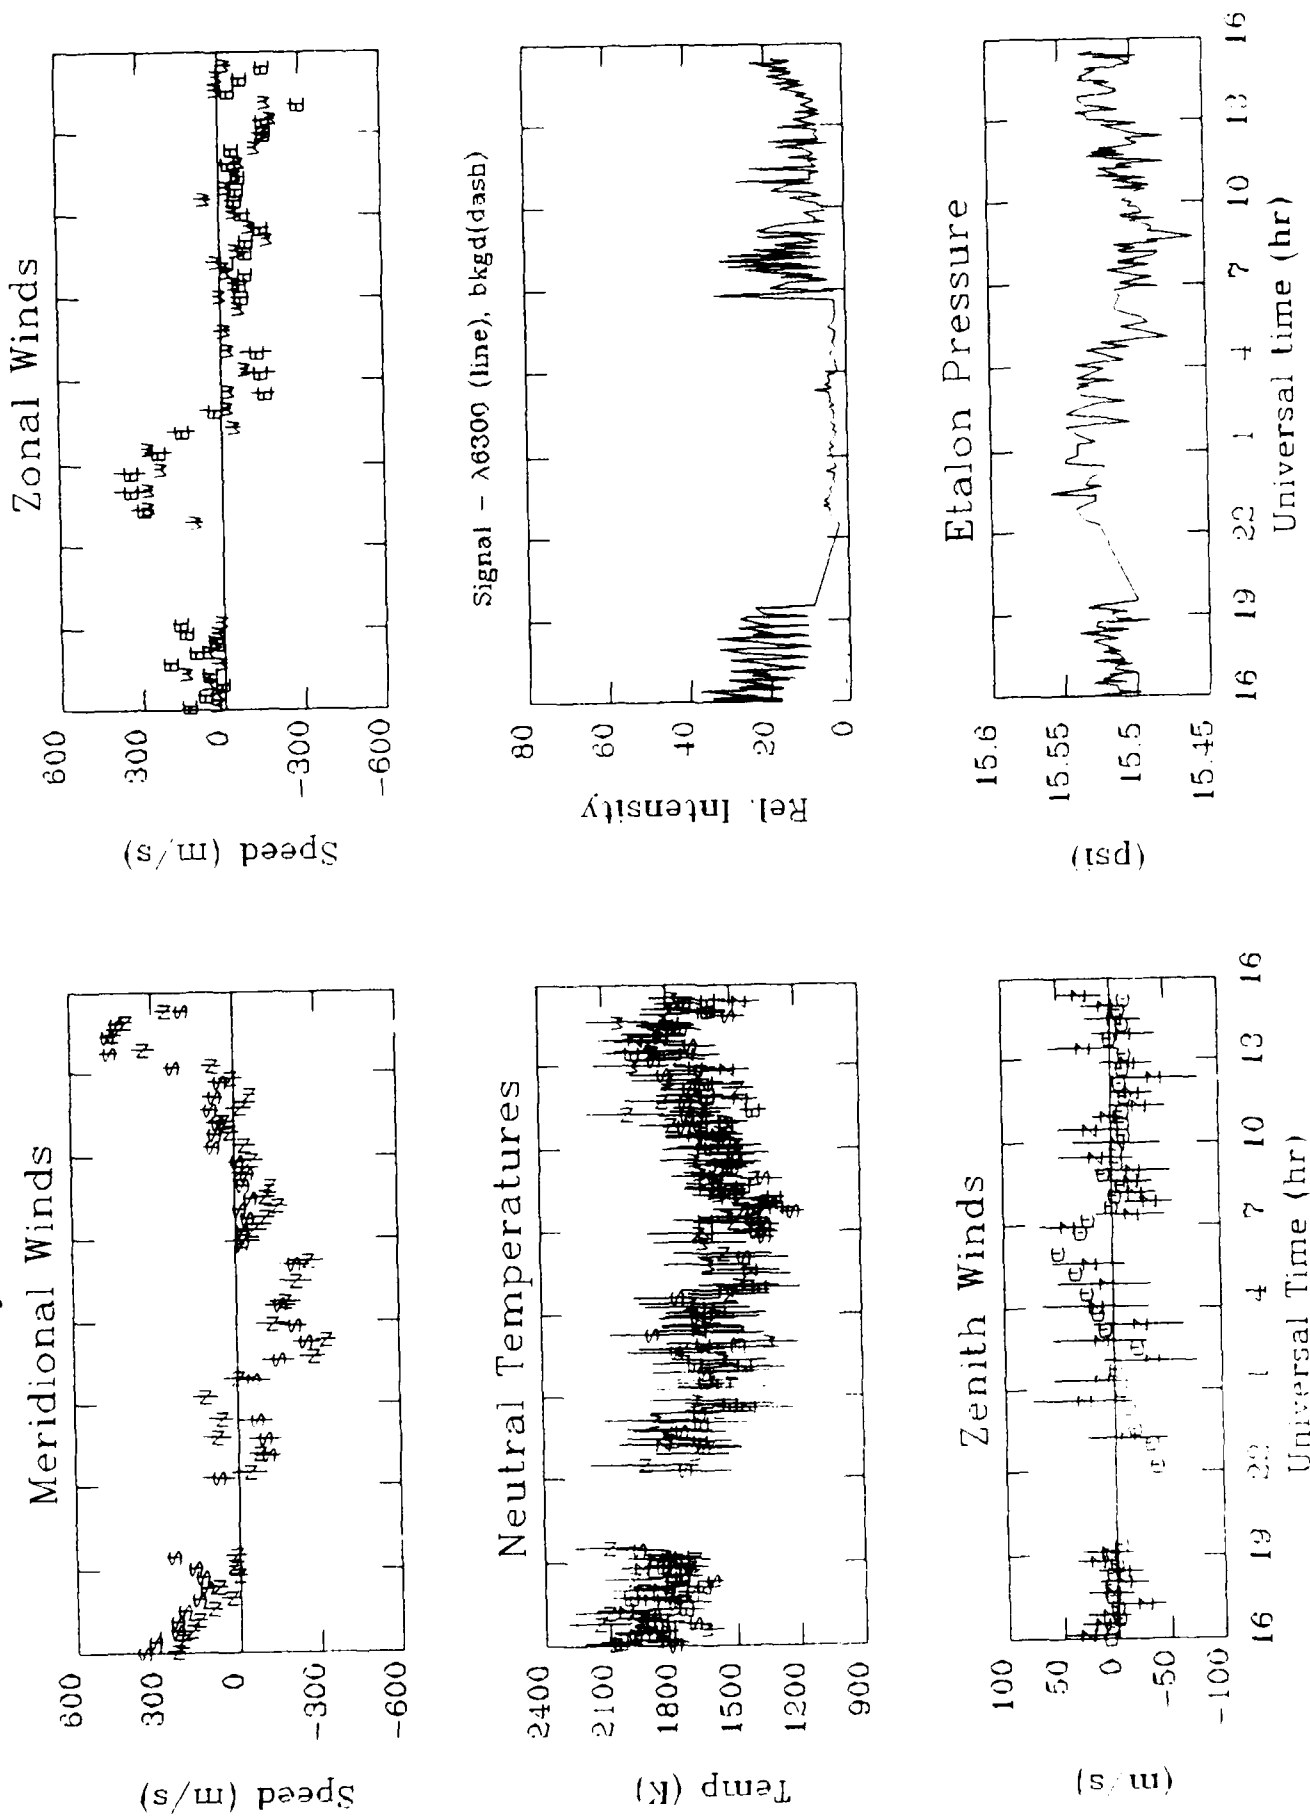 Meridional Winds
Speed (m/s)
600
300
0
-300
-600
Zonal Winds
Speed (m/s)
600
300
0
-300
-600
Neutral Temperatures
Temp (K)
2400
2100
1800
1500
1200
900
Signal - λ6300 (line), bkgd(dash)
Rel. Intensity
80
60
40
20
0
Zenith Winds
(m/s)
100
50
0
-50
-100
16 19 22 1 4 7 10 13 16
Universal Time (hr)
Etalon Pressure
(psi)
15.6
15.55
15.5
15.45
16 19 22 1 4 7 10 13 16
Universal time (hr)